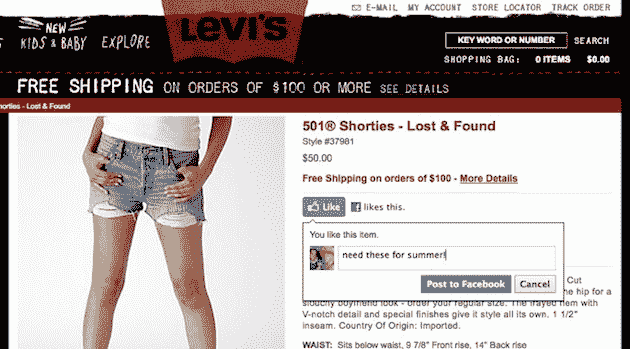 E-MAIL MY ACCOUNT STORE LOCATOR TRACK ORDER
NEW
KIDS & BABY EXPLORE
LEVI'S
KEY WORD OR NUMBER SEARCH
SHOPPING BAG: 0 ITEMS $0.00
FREE SHIPPING ON ORDERS OF $100 OR MORE SEE DETAILS
Shorties - Lost & Found
501® Shorties - Lost & Found
Style #37981
$50.00
Free Shipping on orders of $100 - More Details
Like
likes this.
You like this item.
need these for summer!
Post to Facebook Cancel
Cut
the hip for a
slouchy boyfriend look - order your regular size. The frayed hem with
V-notch detail and special finishes give it style all its own. 1 1/2"
inseam. Country Of Origin: Imported.
WAIST: Sits below waist, 9 7/8" Front rise, 14" Back rise